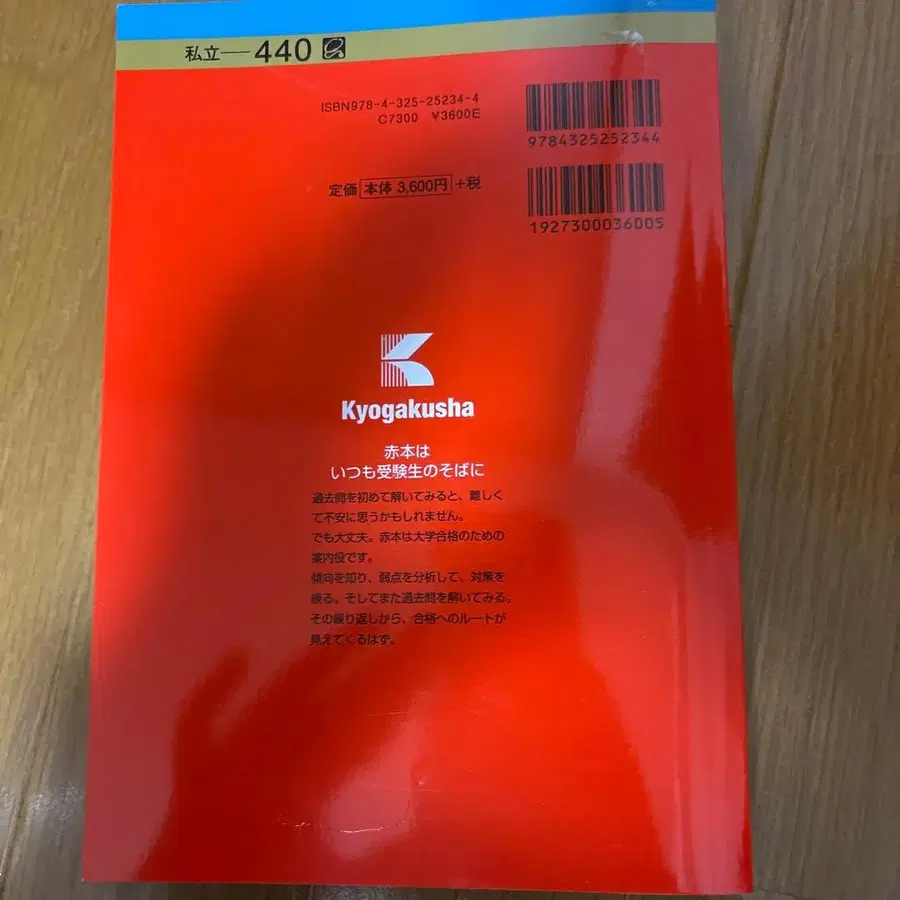 私立―440
ISBN978-4-325-25234-4
C7300 ¥3600E
9784325252344
定価 本体 3,600円 +税
1927300036005
Kyogakusha
赤本は
いつも受験生のそばに
過去問を初めて解いてみると、難しく
て不安に思うかもしれません。
でも大丈夫。赤本は大学合格のための
案内役です。
傾向を知り、弱点を分析して、対策を
練る。そしてまた過去問を解いてみる。
その繰り返しから、合格へのルートが
見えてくるはず。